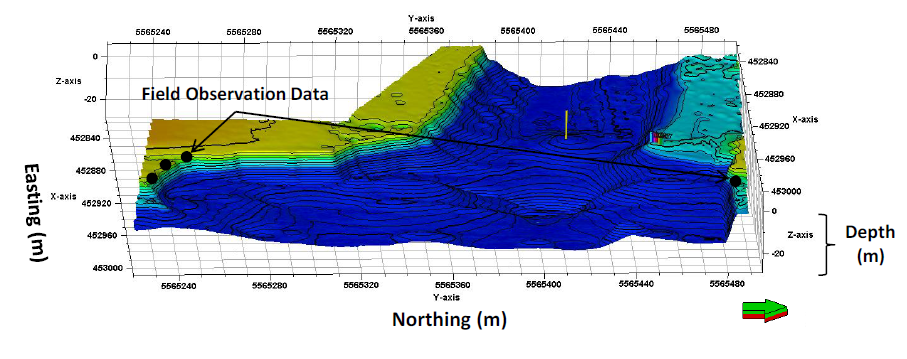 Y-axis
5565240 5565280 5565320 5565360 5565400 5565440 5565480
0
Z-axis
-20
Field Observation Data
452840
452880
X-axis
452920
452960
453000
Easting (m)
452840
452880
452920
X-axis
452960
453000
0
Z-axis
-20
Depth
(m)
5565240 5565280 5565320 5565360 5565400 5565440 5565480
Y-axis
Northing (m)